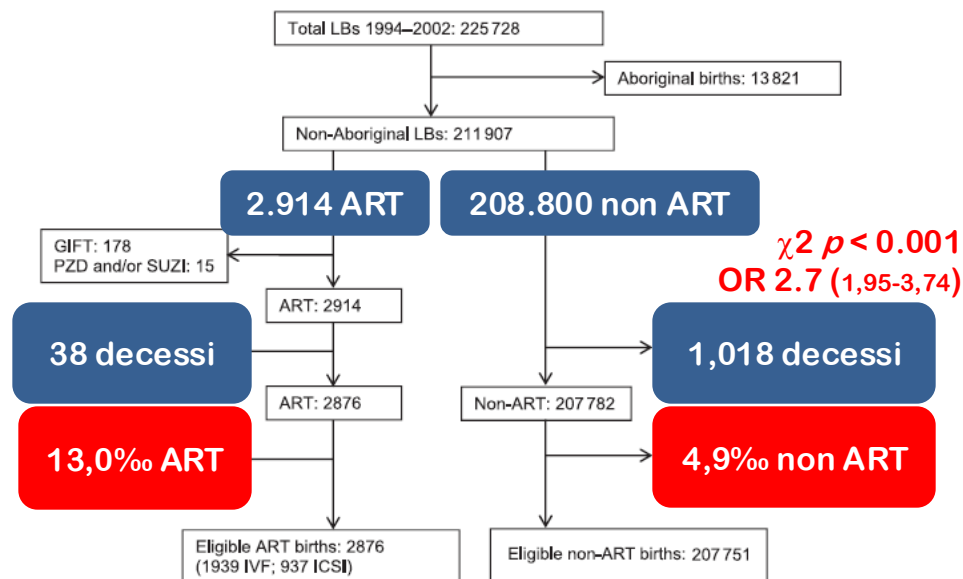 Total LBs 1994–2002: 225 728
Aboriginal births: 13 821
Non-Aboriginal LBs: 211 907
2.914 ART
208.800 non ART
GIFT: 178
PZD and/or SUZI: 15
χ2 p < 0.001
OR 2.7 (1,95-3,74)
ART: 2914
38 decessi
1,018 decessi
ART: 2876
Non-ART: 207 782
13,0‰ ART
4,9‰ non ART
Eligible ART births: 2876
(1939 IVF; 937 ICSI)
Eligible non-ART births: 207 751